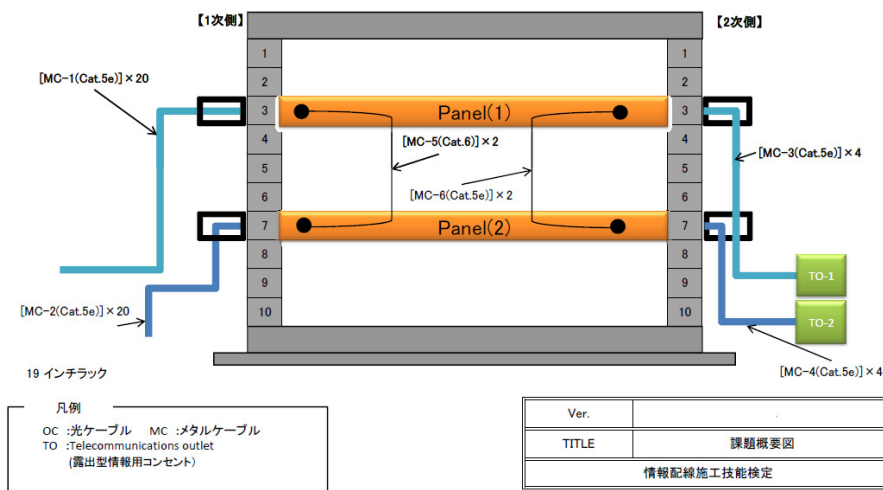 【1次側】
【2次側】
1
2
3
4
5
6
7
8
9
10
1
2
3
4
5
6
7
8
9
10
[MC-1(Cat.5e)]×20
Panel(1)
[MC-5(Cat.6)]×2
[MC-3(Cat.5e)]×4
[MC-6(Cat.5e)]×2
Panel(2)
TO-1
[MC-2(Cat.5e)]×20
TO-2
[MC-4(Cat.5e)]×4
19 インチラック
凡例
OC :光ケーブル MC :メタルケーブル
TO :Telecommunications outlet
(露出型情報用コンセント)
Ver.
TITLE 課題概要図
情報配線施工技能検定